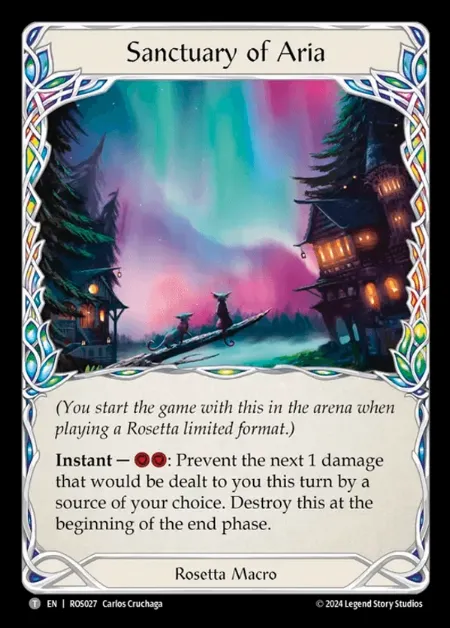 Sanctuary of Aria
(You start the game with this in the arena when
playing a Rosetta limited format.)
Instant — : Prevent the next 1 damage
that would be dealt to you this turn by a
source of your choice. Destroy this at the
beginning of the end phase.
Rosetta Macro
T EN | ROS027 Carlos Cruchaga © 2024 Legend Story Studios